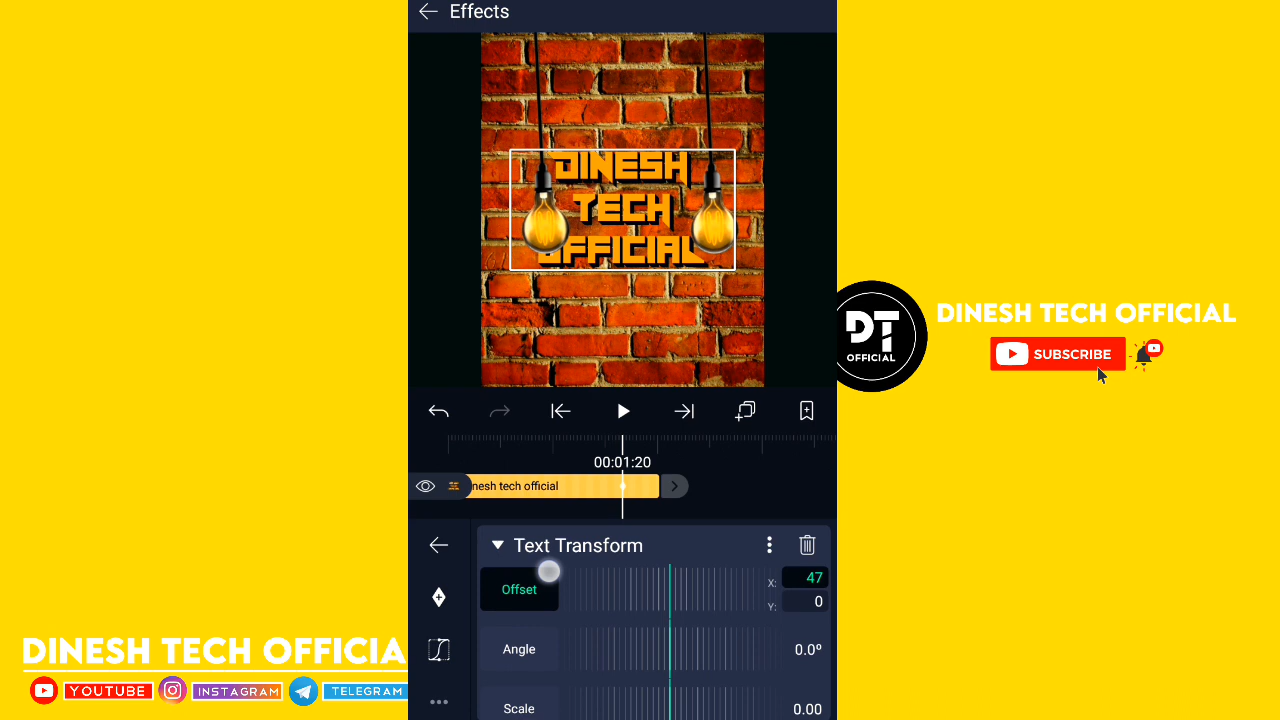 Effects
DINESH
TECH
OFFICIAL
00:01:20
nesh tech official
Text Transform
Offset
X: 47
Y: 0
Angle
0.0º
Scale
0.00
DT
OFFICIAL
DINESH TECH OFFICIAL
SUBSCRIBE
DINESH TECH OFFICIA
YOUTUBE
INSTAGRAM
TELEGRAM